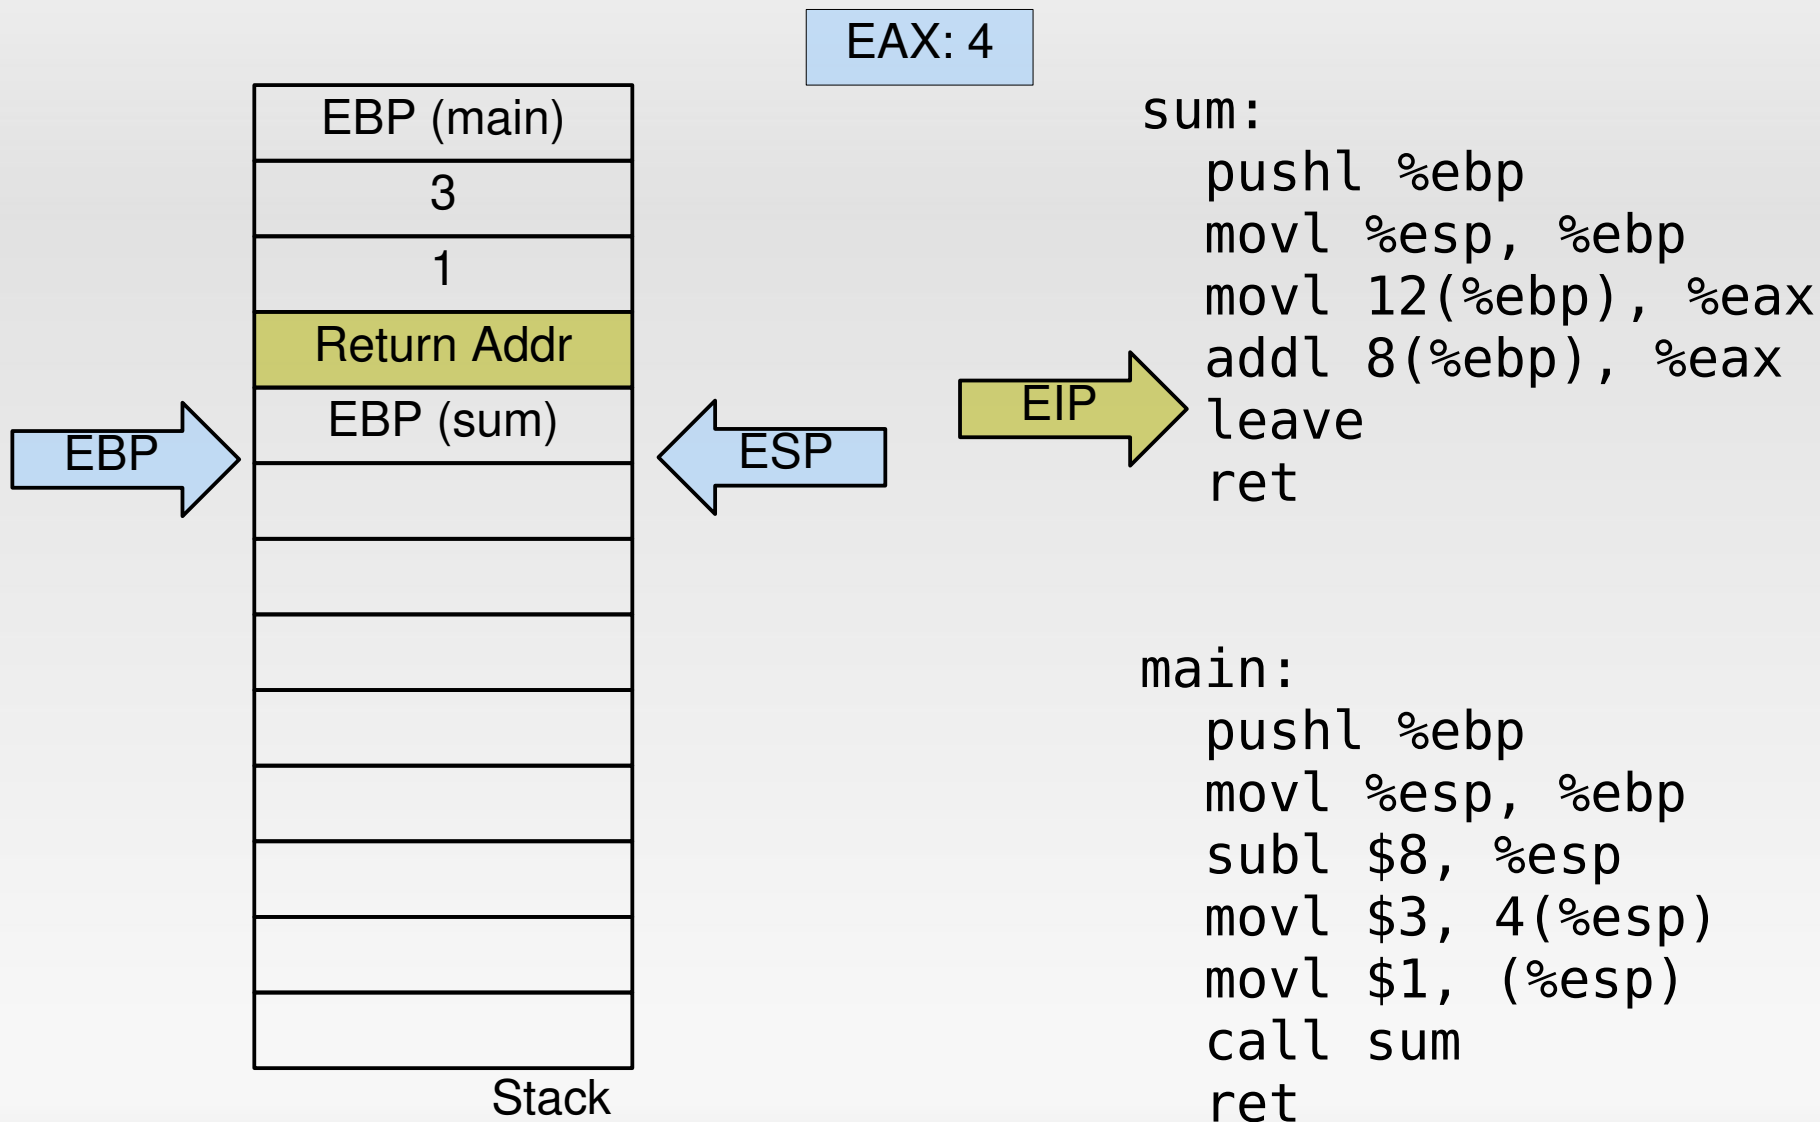 EAX: 4
EBP (main)
3
1
Return Addr
EBP (sum)
EBP
ESP
EIP
Stack
sum:
pushl %ebp
movl %esp, %ebp
movl 12(%ebp), %eax
addl 8(%ebp), %eax
leave
ret
main:
pushl %ebp
movl %esp, %ebp
subl $8, %esp
movl $3, 4(%esp)
movl $1, (%esp)
call sum
ret